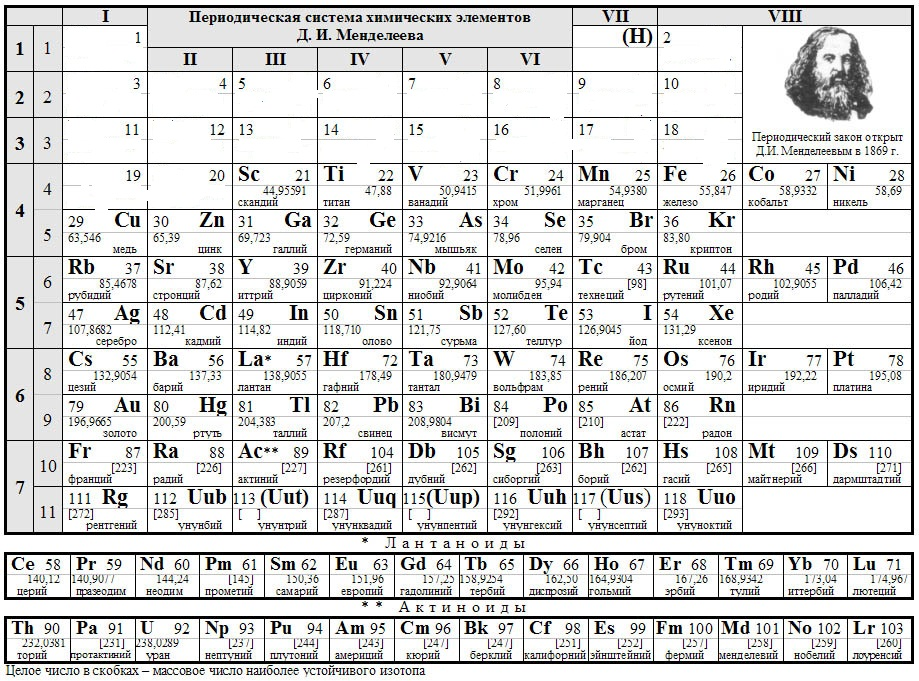 I Периодическая система химических элементов VII VIII
Д. И. Менделеева
II III IV V VI
1 1 1 (H) 2
2 2 3 4 5 6 7 8 9 10
3 3 11 12 13 14 15 16 17 18
Периодический закон открыт
Д.И. Менделеевым в 1869 г.
4 4 19 20 Sc 21 Ti 22 V 23 Cr 24 Mn 25 Fe 26 Co 27 Ni 28
44,95591 47,88 50,9415 51,9961 54,9380 55,847 58,9332 58,69
скандий титан ванадий хром марганец железо кобальт никель
5 29 Cu 30 Zn 31 Ga 32 Ge 33 As 34 Se 35 Br 36 Kr
63,546 65,39 69,723 72,59 74,9216 78,96 79,904 83,80
медь цинк галлий германий мышьяк селен бром криптон
5 6 Rb 37 Sr 38 Y 39 Zr 40 Nb 41 Mo 42 Tc 43 Ru 44 Rh 45 Pd 46
85,4678 87,62 88,9059 91,224 92,9064 95,94 [98] 101,07 102,9055 106,42
рубидий стронций иттрий цирконий ниобий молибден технеций рутений родий палладий
7 47 Ag 48 Cd 49 In 50 Sn 51 Sb 52 Te 53 I 54 Xe
107,8682 112,41 114,82 118,710 121,75 127,60 126,9045 131,29
серебро кадмий индий олово сурьма теллур йод ксенон
6 8 Cs 55 Ba 56 La* 57 Hf 72 Ta 73 W 74 Re 75 Os 76 Ir 77 Pt 78
132,9054 137,33 138,9055 178,49 180,9479 183,85 186,207 190,2 192,22 195,08
цезий барий лантан гафний тантал вольфрам рений осмий иридий платина
9 79 Au 80 Hg 81 Tl 82 Pb 83 Bi 84 Po 85 At 86 Rn
196,9665 200,59 204,383 207,2 208,9804 [209] [210] [222]
золото ртуть таллий свинец висмут полоний астат радон
7 10 Fr 87 Ra 88 Ac** 89 Rf 104 Db 105 Sg 106 Bh 107 Hs 108 Mt 109 Ds 110
[223] [226] [227] [261] [262] [263] [262] [265] [266] [271]
франций радий актиний резерфордий дубний сиборгий борий гасий майтнерий дармштадтий
11 111 Rg 112 Uub 113 (Uut) 114 Uuq 115 (Uup) 116 Uuh 117 (Uus) 118 Uuo
[272] [285] [ ] [287] [ ] [292] [ ] [293]
рентгений унунбий унунтрий унунквадий унунпентий унунгексий унунсептий унуноктий
* Лантаноиды
Ce 58 Pr 59 Nd 60 Pm 61 Sm 62 Eu 63 Gd 64 Tb 65 Dy 66 Ho 67 Er 68 Tm 69 Yb 70 Lu 71
140,12 140,9077 144,24 [145] 150,36 151,96 157,25 158,9254 162,50 164,9304 167,26 168,9342 173,04 174,967
церий празеодим неодим прометий самарий европий гадолиний тербий диспрозий гольмий эрбий тулий иттербий лютеций
** Актиноиды
Th 90 Pa 91 U 92 Np 93 Pu 94 Am 95 Cm 96 Bk 97 Cf 98 Es 99 Fm 100 Md 101 No 102 Lr 103
232,0381 [231] 238,0289 [237] [244] [243] [247] [247] [251] [252] [257] [258] [259] [260]
торий протактиний уран нептуний плутоний америций кюрий берклий калифорний эйнштейний фермий менделевий нобелий лоуренсий
Целое число в скобках – массовое число наиболее устойчивого изотопа